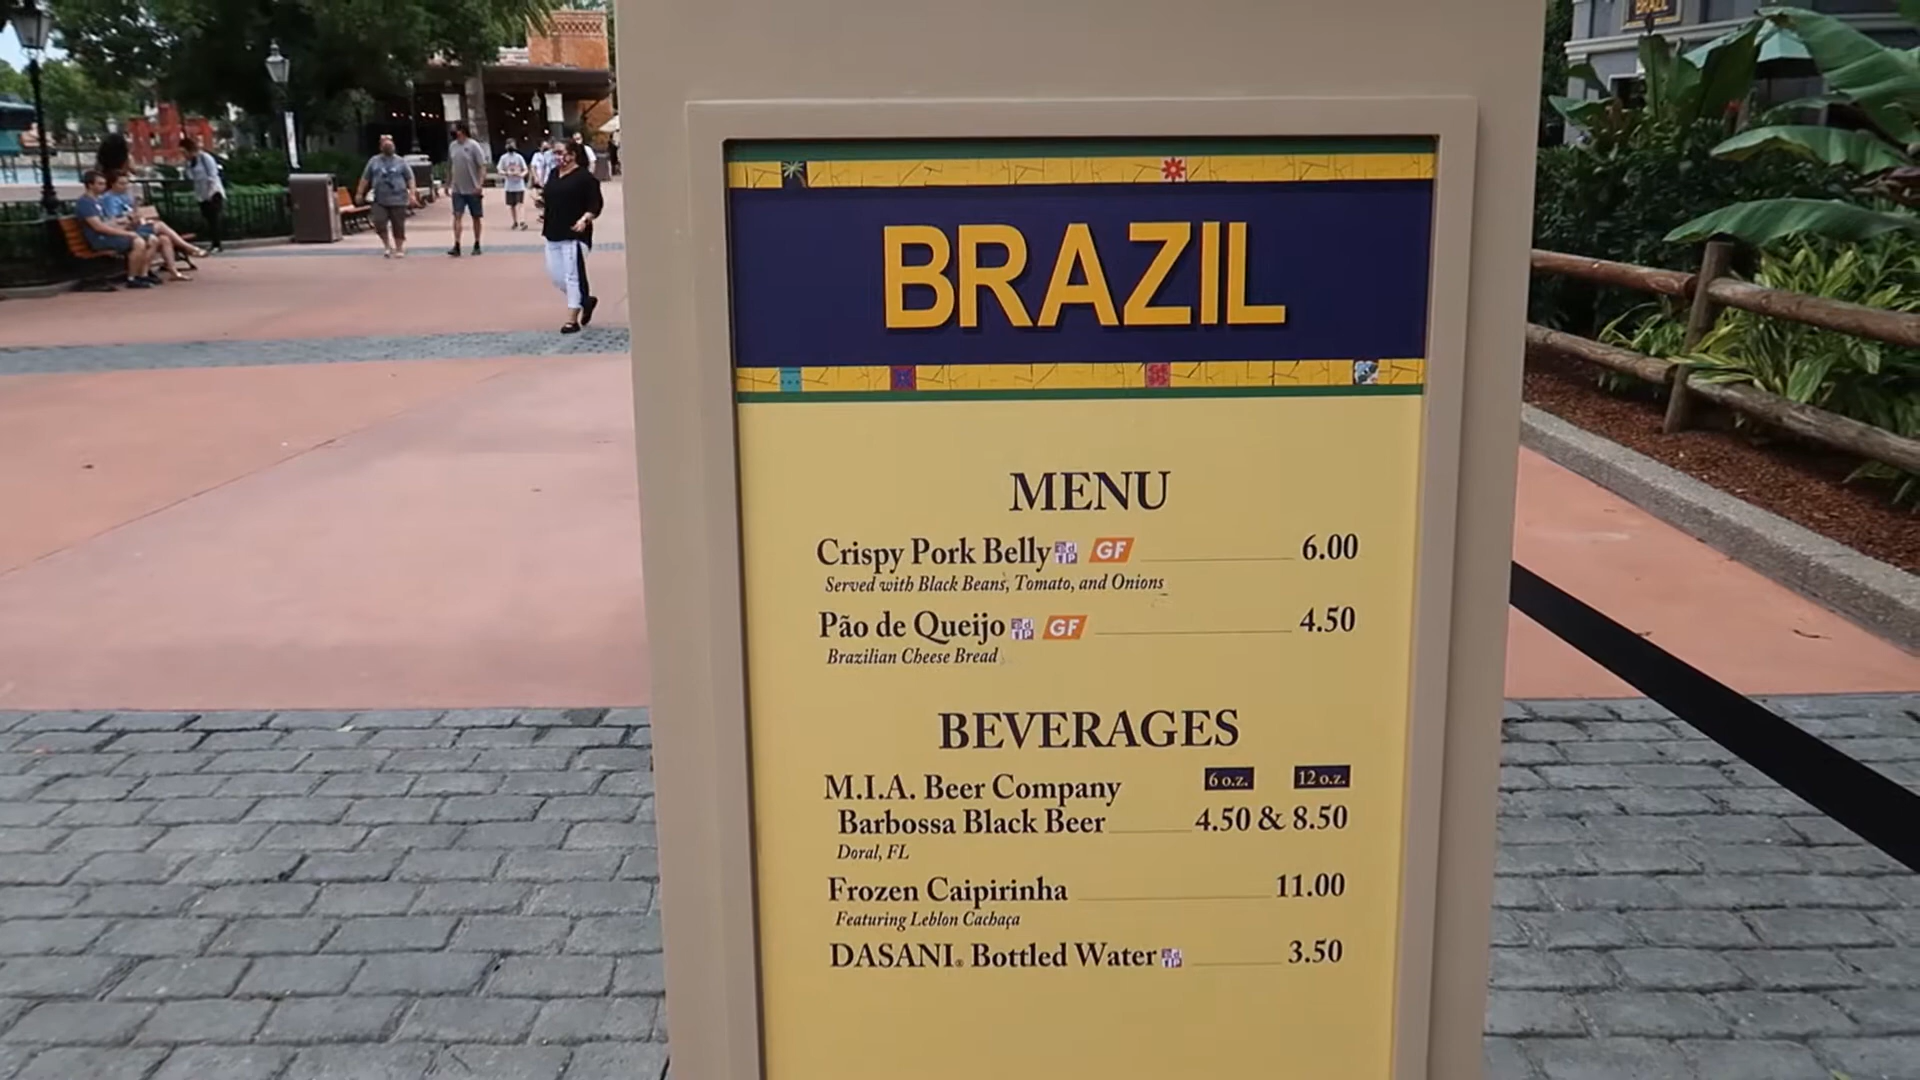 BRAZIL
BRAZIL
MENU
Crispy Pork Belly GF 6.00
Served with Black Beans, Tomato, and Onions
Pão de Queijo GF 4.50
Brazilian Cheese Bread
BEVERAGES
M.I.A. Beer Company 6 o.z. 12 o.z.
Barbossa Black Beer 4.50 & 8.50
Doral, FL
Frozen Caipirinha 11.00
Featuring Leblon Cachaça
DASANI® Bottled Water 3.50